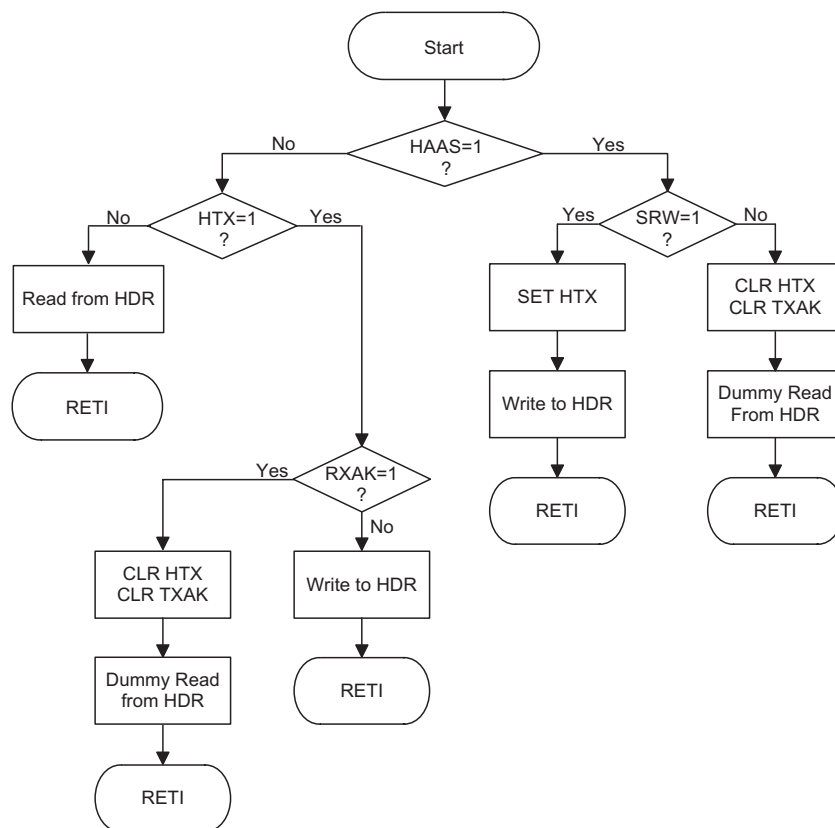 Start
HAAS=1
?
No
Yes
HTX=1
?
No
Yes
SRW=1
?
Yes
No
Read from HDR
SET HTX
CLR HTX
CLR TXAK
RETI
Write to HDR
Dummy Read
From HDR
RXAK=1
?
Yes
No
RETI
RETI
CLR HTX
CLR TXAK
Write to HDR
Dummy Read
from HDR
RETI
RETI